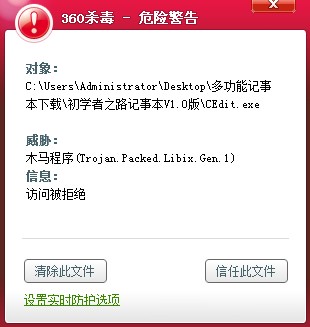 360杀毒 - 危险警告
对象：
C:\Users\Administrator\Desktop\多功能记事
本下载\初学者之路记事本V1.0版\CEdit.exe
威胁：
木马程序(Trojan.Packed.Libix.Gen.1)
信息：
访问被拒绝
清除此文件
信任此文件
设置实时防护选项